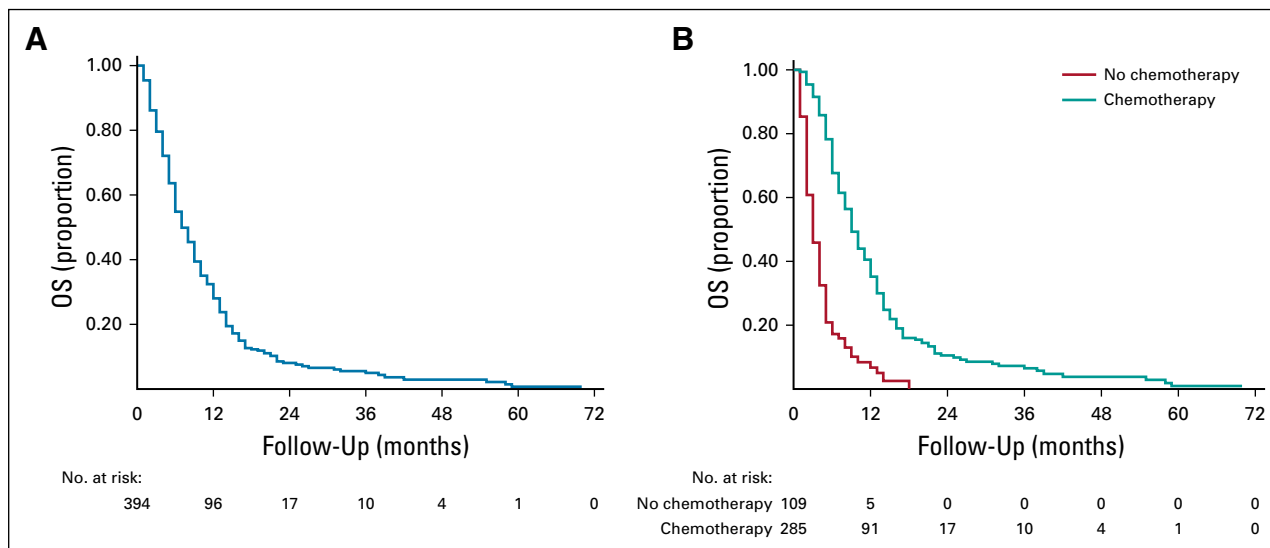 A
1.00
0.80
0.60
0.40
0.20
OS (proportion)
0 12 24 36 48 60 72
Follow-Up (months)
No. at risk:
394 96 17 10 4 1 0
B
1.00
0.80
0.60
0.40
0.20
OS (proportion)
No chemotherapy
Chemotherapy
0 12 24 36 48 60 72
Follow-Up (months)
No. at risk:
No chemotherapy 109 5 0 0 0 0 0
Chemotherapy 285 91 17 10 4 1 0